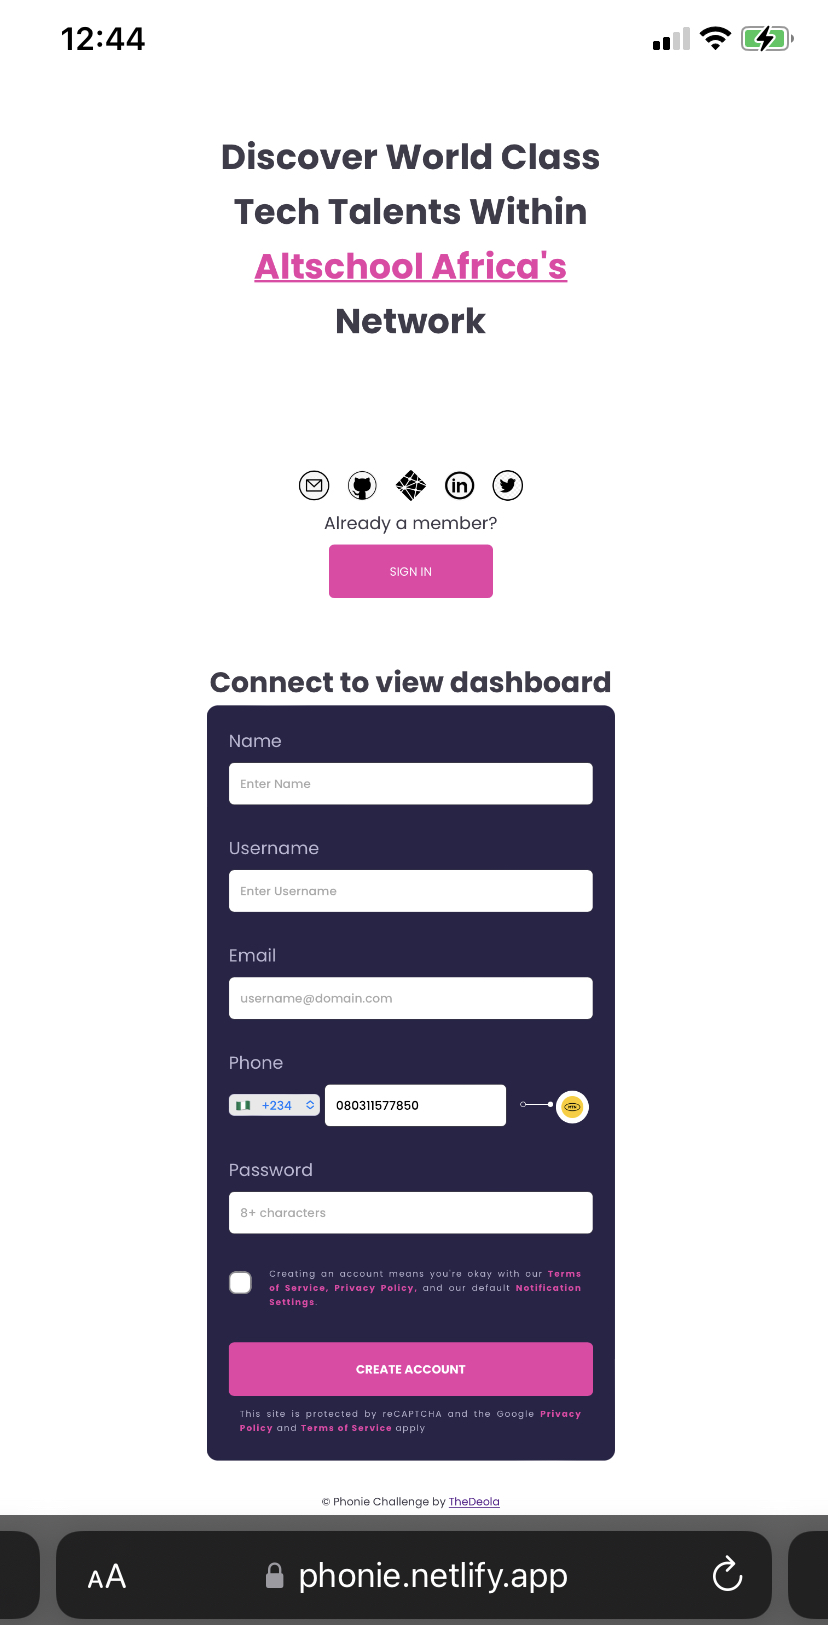 12:44
Discover World Class
Tech Talents Within
Altschool Africa's
Network
in
Already a member?
SIGN IN
Connect to view dashboard
Name
Enter Name
Username
Enter Username
Email
username@domain.com
Phone
+234 080311577850 MTN
Password
8+ characters
Creating an account means you're okay with our Terms
of Service, Privacy Policy, and our default Notification
Settings.
CREATE ACCOUNT
This site is protected by reCAPTCHA and the Google Privacy
Policy and Terms of Service apply
© Phonie Challenge by TheDeola
AA phonie.netlify.app